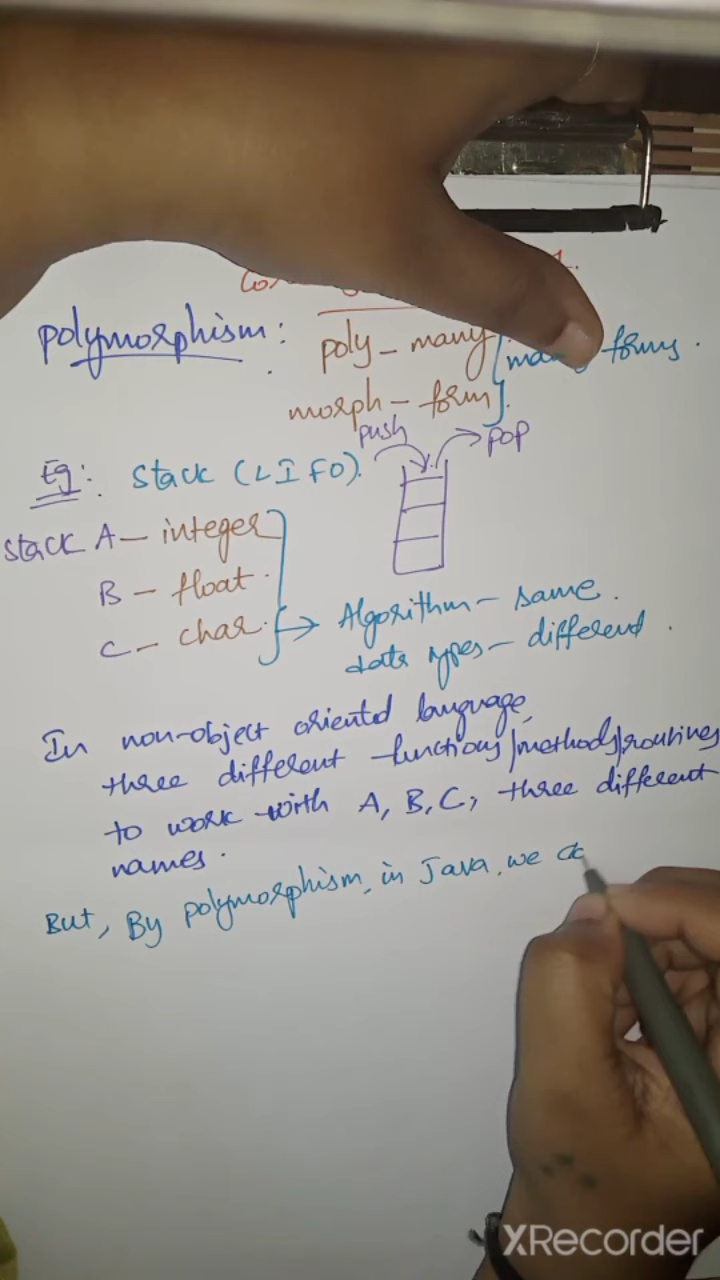 polymorphism: poly - many
many forms.
morph - form
push
pop
Eg: Stack (LIFO).
Stack A - integer
B - float.
C - char.
→ Algorithm - same.
data types - different.
In non-object oriented language,
three different functions/methods/routines
to work with A, B, C, three different
names.
But, By polymorphism, in Java, we
XRecorder